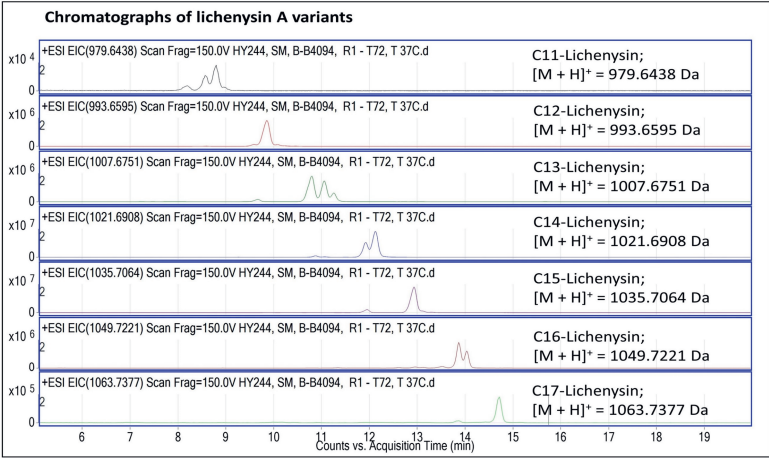 Chromatographs of lichenysin A variants
+ESI EIC(979.6438) Scan Frag=150.0V HY244, SM, B-B4094, R1 - T72, T 37C.d
x10 4
2
0
C11-Lichenysin;
[M + H]+ = 979.6438 Da
+ESI EIC(993.6595) Scan Frag=150.0V HY244, SM, B-B4094, R1 - T72, T 37C.d
x10 6
2
0
C12-Lichenysin;
[M + H]+ = 993.6595 Da
+ESI EIC(1007.6751) Scan Frag=150.0V HY244, SM, B-B4094, R1 - T72, T 37C.d
x10 6
2
0
C13-Lichenysin;
[M + H]+ = 1007.6751 Da
+ESI EIC(1021.6908) Scan Frag=150.0V HY244, SM, B-B4094, R1 - T72, T 37C.d
x10 7
2
0
C14-Lichenysin;
[M + H]+ = 1021.6908 Da
+ESI EIC(1035.7064) Scan Frag=150.0V HY244, SM, B-B4094, R1 - T72, T 37C.d
x10 7
2
0
C15-Lichenysin;
[M + H]+ = 1035.7064 Da
+ESI EIC(1049.7221) Scan Frag=150.0V HY244, SM, B-B4094, R1 - T72, T 37C.d
x10 6
2
0
C16-Lichenysin;
[M + H]+ = 1049.7221 Da
+ESI EIC(1063.7377) Scan Frag=150.0V HY244, SM, B-B4094, R1 - T72, T 37C.d
x10 5
2
0
C17-Lichenysin;
[M + H]+ = 1063.7377 Da
6 7 8 9 10 11 12 13 14 15 16 17 18 19
Counts vs. Acquisition Time (min)